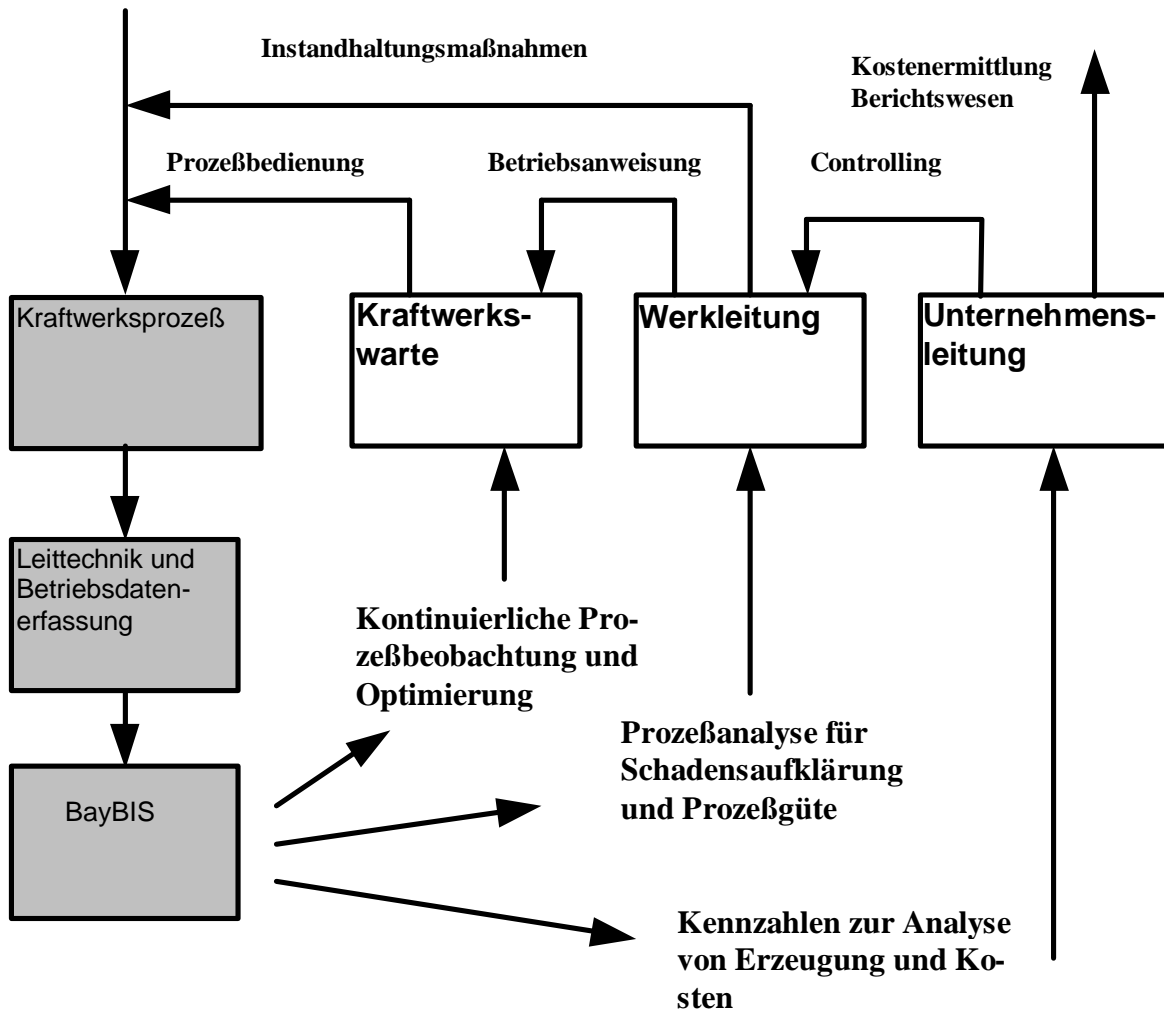 Instandhaltungsmaßnahmen
Kostenermittlung
Berichtswesen
Prozeßbedienung
Betriebsanweisung
Controlling
Kraftwerksprozeß
Kraftwerks-
warte
Werkleitung
Unternehmens-
leitung
Leittechnik und
Betriebsdaten-
erfassung
Kontinuierliche Pro-
zeßbeobachtung und
Optimierung
Prozeßanalyse für
Schadensaufklärung
und Prozeßgüte
BayBIS
Kennzahlen zur Analyse
von Erzeugung und Ko-
sten